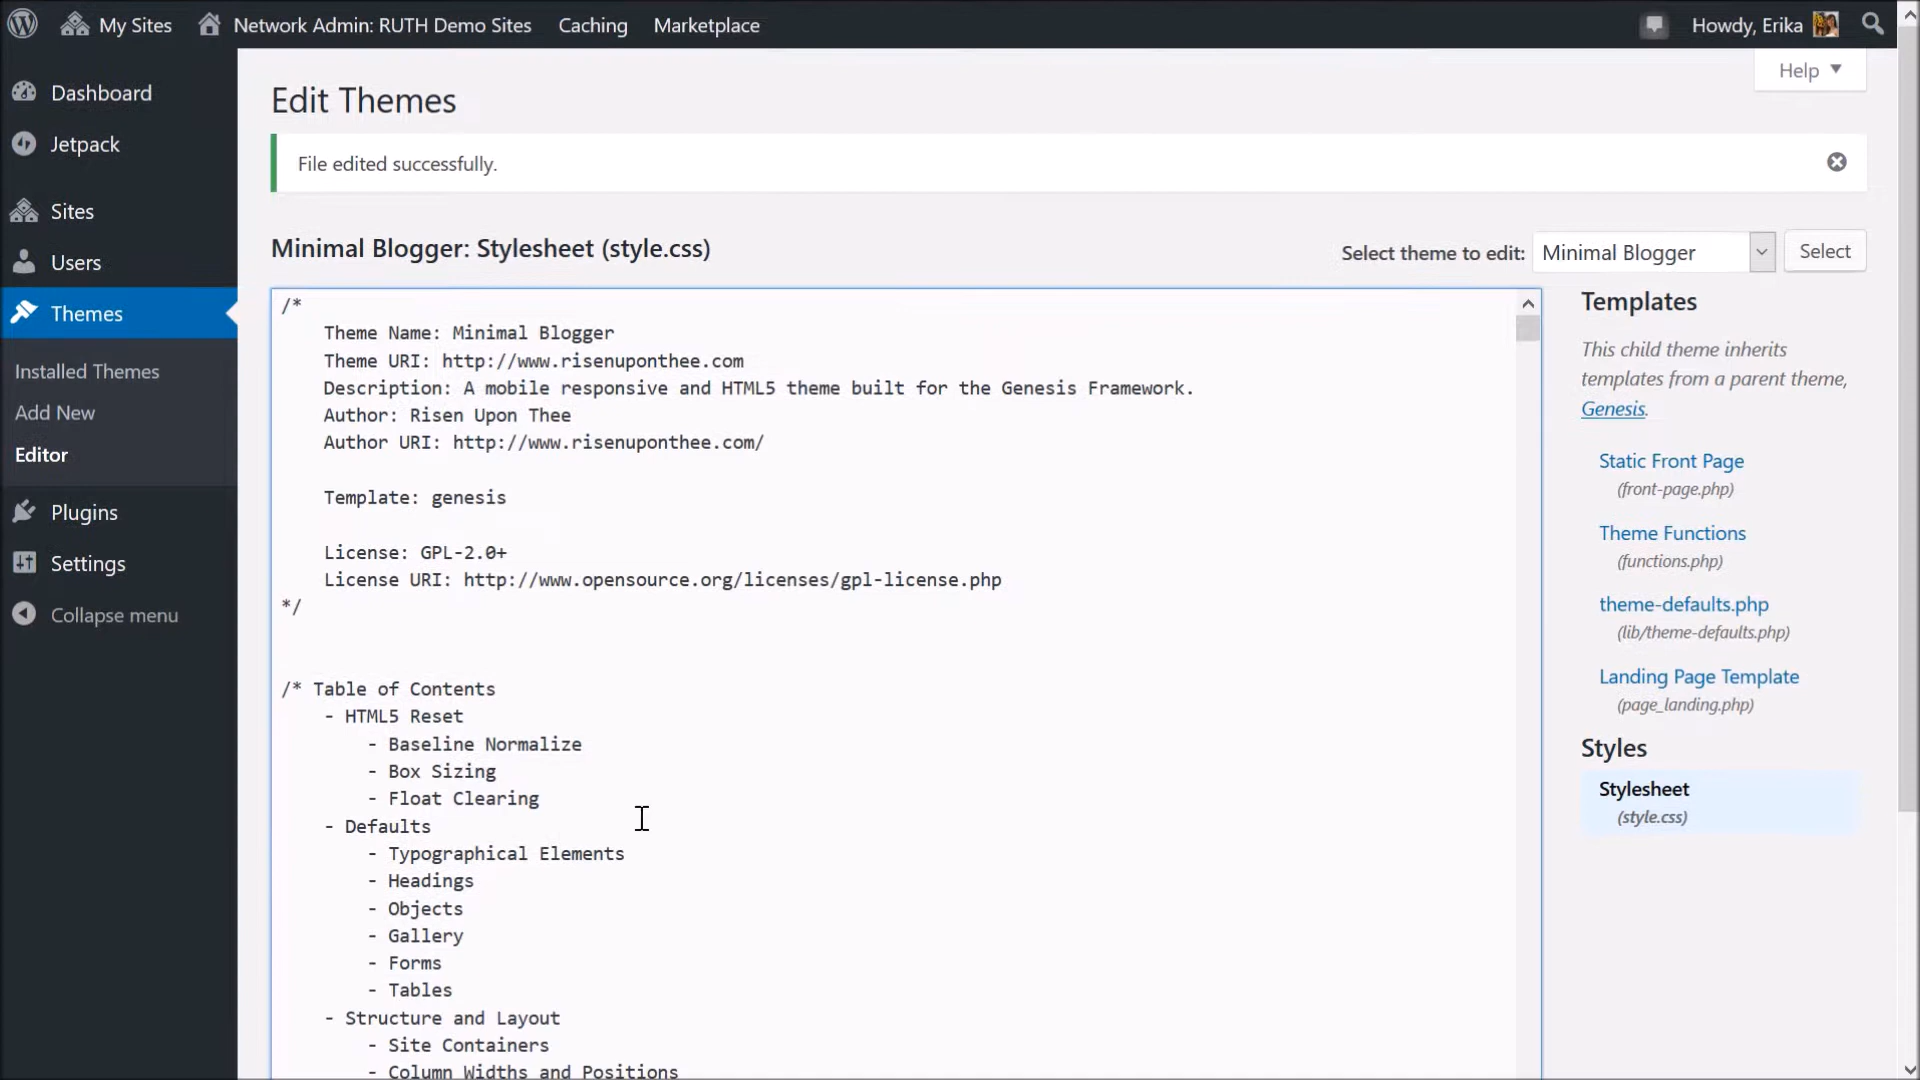 My Sites
Network Admin: RUTH Demo Sites
Caching
Marketplace
Howdy, Erika
Help
Dashboard
Jetpack
Sites
Users
Themes
Installed Themes
Add New
Editor
Plugins
Settings
Collapse menu
Edit Themes
File edited successfully.
Minimal Blogger: Stylesheet (style.css)
Select theme to edit:
Minimal Blogger
Select
/*
Theme Name: Minimal Blogger
Theme URI: http://www.risenuponthee.com
Description: A mobile responsive and HTML5 theme built for the Genesis Framework.
Author: Risen Upon Thee
Author URI: http://www.risenuponthee.com/
Template: genesis
License: GPL-2.0+
License URI: http://www.opensource.org/licenses/gpl-license.php
*/
/* Table of Contents
- HTML5 Reset
- Baseline Normalize
- Box Sizing
- Float Clearing
- Defaults
- Typographical Elements
- Headings
- Objects
- Gallery
- Forms
- Tables
- Structure and Layout
- Site Containers
- Column Widths and Positions
Templates
This child theme inherits
templates from a parent theme,
Genesis.
Static Front Page
(front-page.php)
Theme Functions
(functions.php)
theme-defaults.php
(lib/theme-defaults.php)
Landing Page Template
(page_landing.php)
Styles
Stylesheet
(style.css)